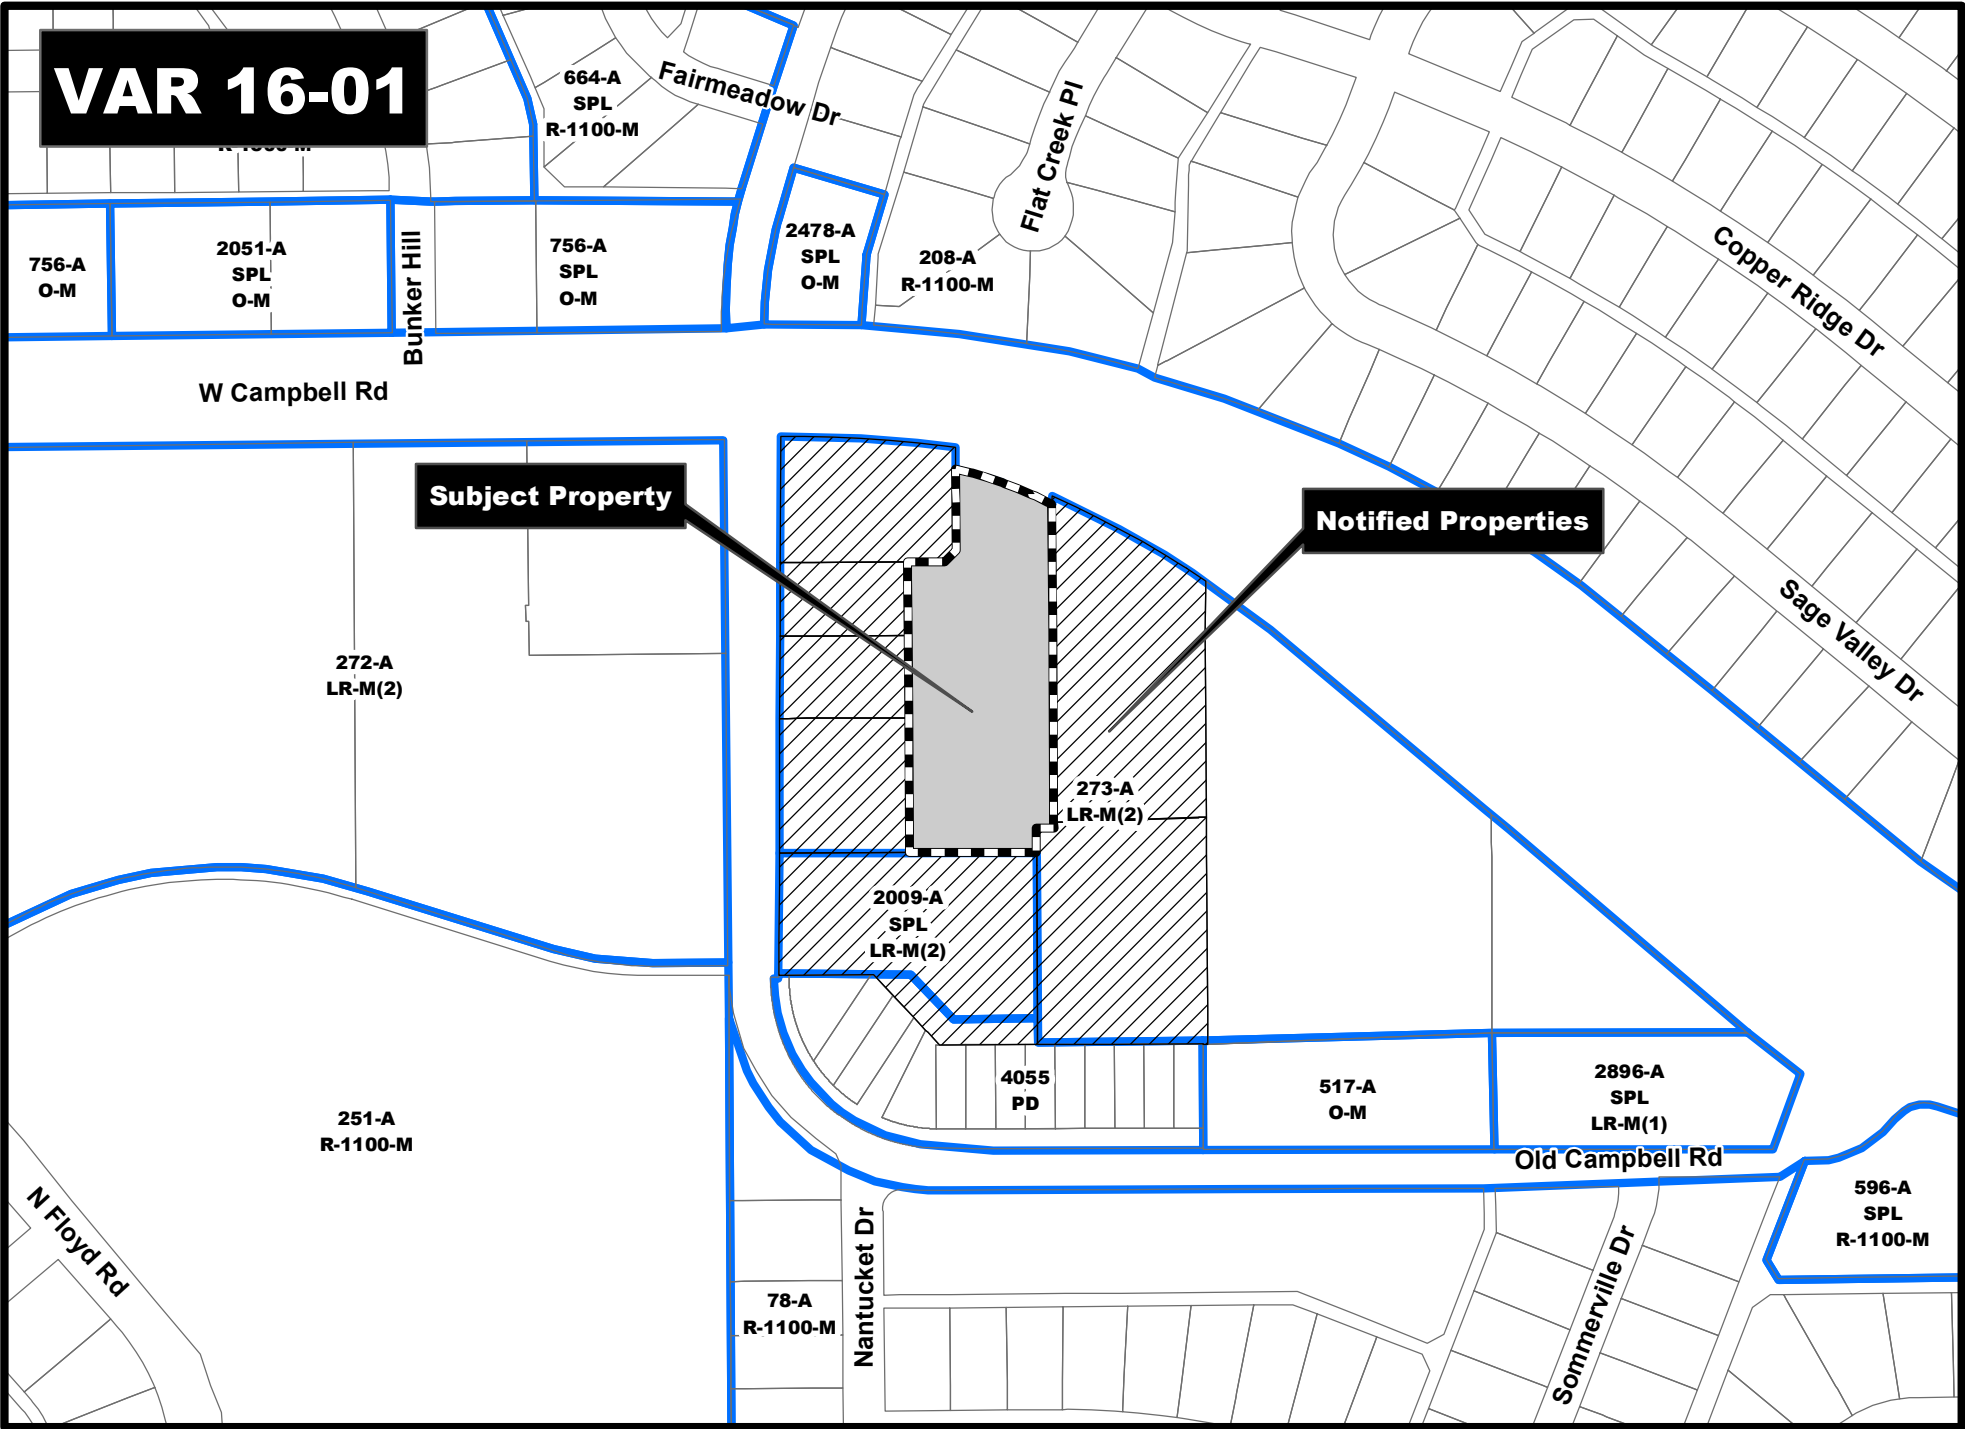 VAR 16-01
664-A
SPL
R-1100-M
Fairmeadow Dr
Flat Creek Pl
756-A
O-M
2051-A
SPL
O-M
Bunker Hill
756-A
SPL
O-M
2478-A
SPL
O-M
208-A
R-1100-M
Copper Ridge Dr
W Campbell Rd
Subject Property
Notified Properties
Sage Valley Dr
272-A
LR-M(2)
273-A
LR-M(2)
2009-A
SPL
LR-M(2)
4055
PD
517-A
O-M
2896-A
SPL
LR-M(1)
251-A
R-1100-M
Old Campbell Rd
596-A
SPL
R-1100-M
N Floyd Rd
Nantucket Dr
Sommerville Dr
78-A
R-1100-M